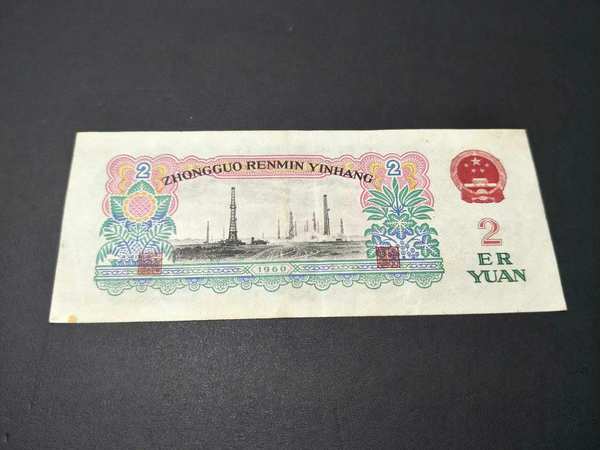 2
2
ZHONGGUO RENMIN YINHANG
1960
2
ER
YUAN